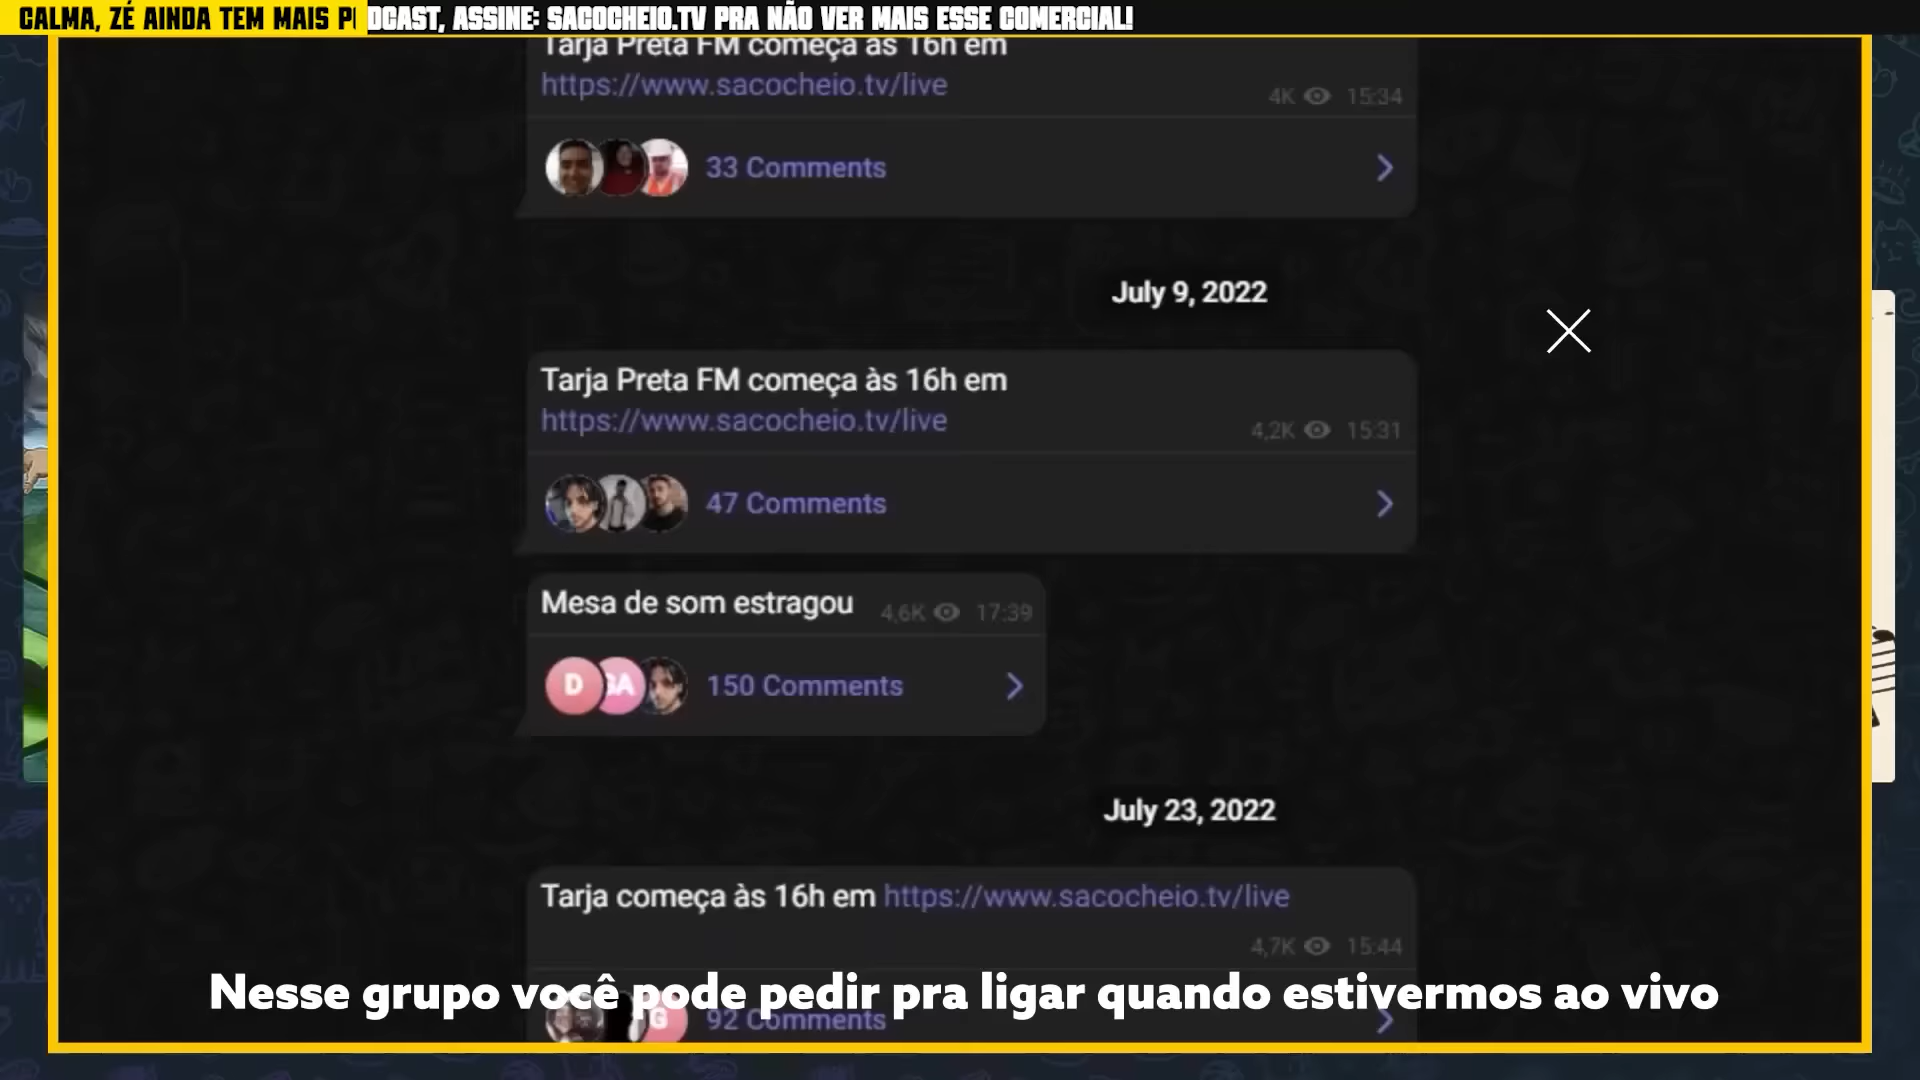 CALMA, ZÉ AINDA TEM MAIS PODCAST, ASSINE: SACOCHEIO.TV PRA NÃO VER MAIS ESSE COMERCIAL!
Tarja Preta FM começa às 16h em
https://www.sacocheio.tv/live
4K 15:34
33 Comments
July 9, 2022
Tarja Preta FM começa às 16h em
https://www.sacocheio.tv/live
4,2K 15:31
47 Comments
Mesa de som estragou 4,6K 17:39
D SA 150 Comments
July 23, 2022
Tarja começa às 16h em https://www.sacocheio.tv/live
4,7K 15:44
Nesse grupo você pode pedir pra ligar quando estivermos ao vivo
G 92 Comments